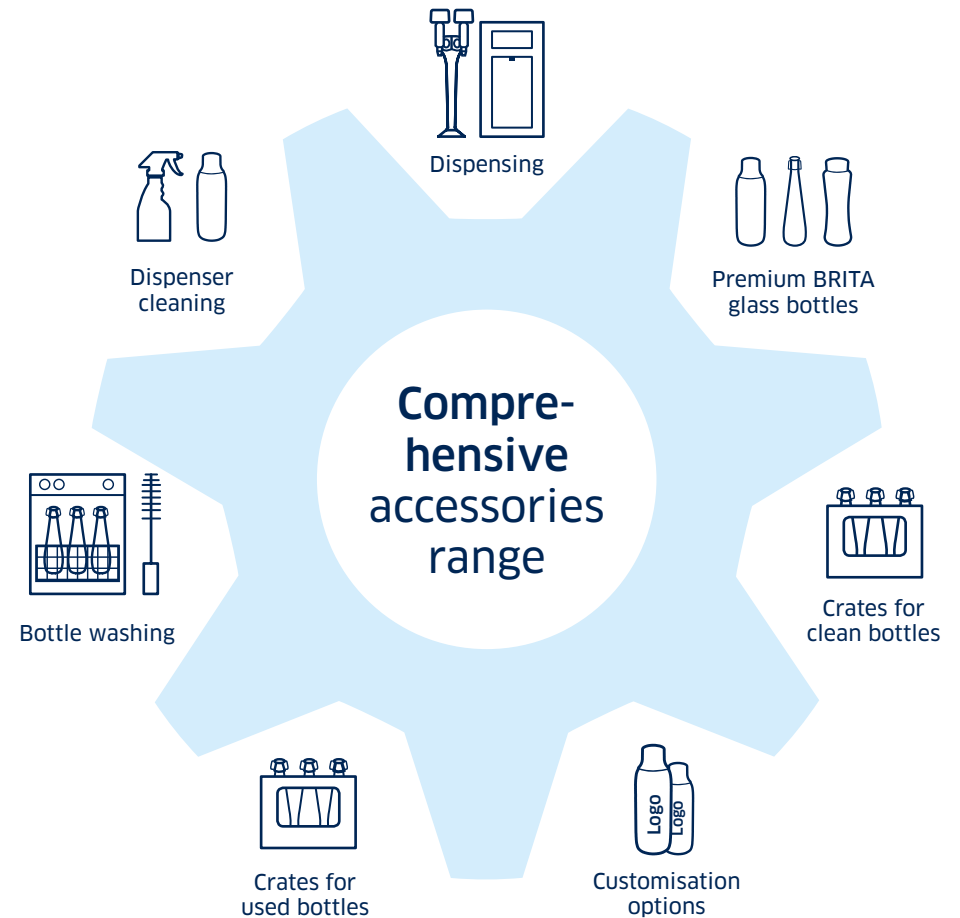 Dispensing
Dispenser
cleaning
Premium BRITA
glass bottles
Compre-
hensive
accessories
range
Bottle washing
Crates for
clean bottles
Logo
Logo
Crates for
used bottles
Customisation
options